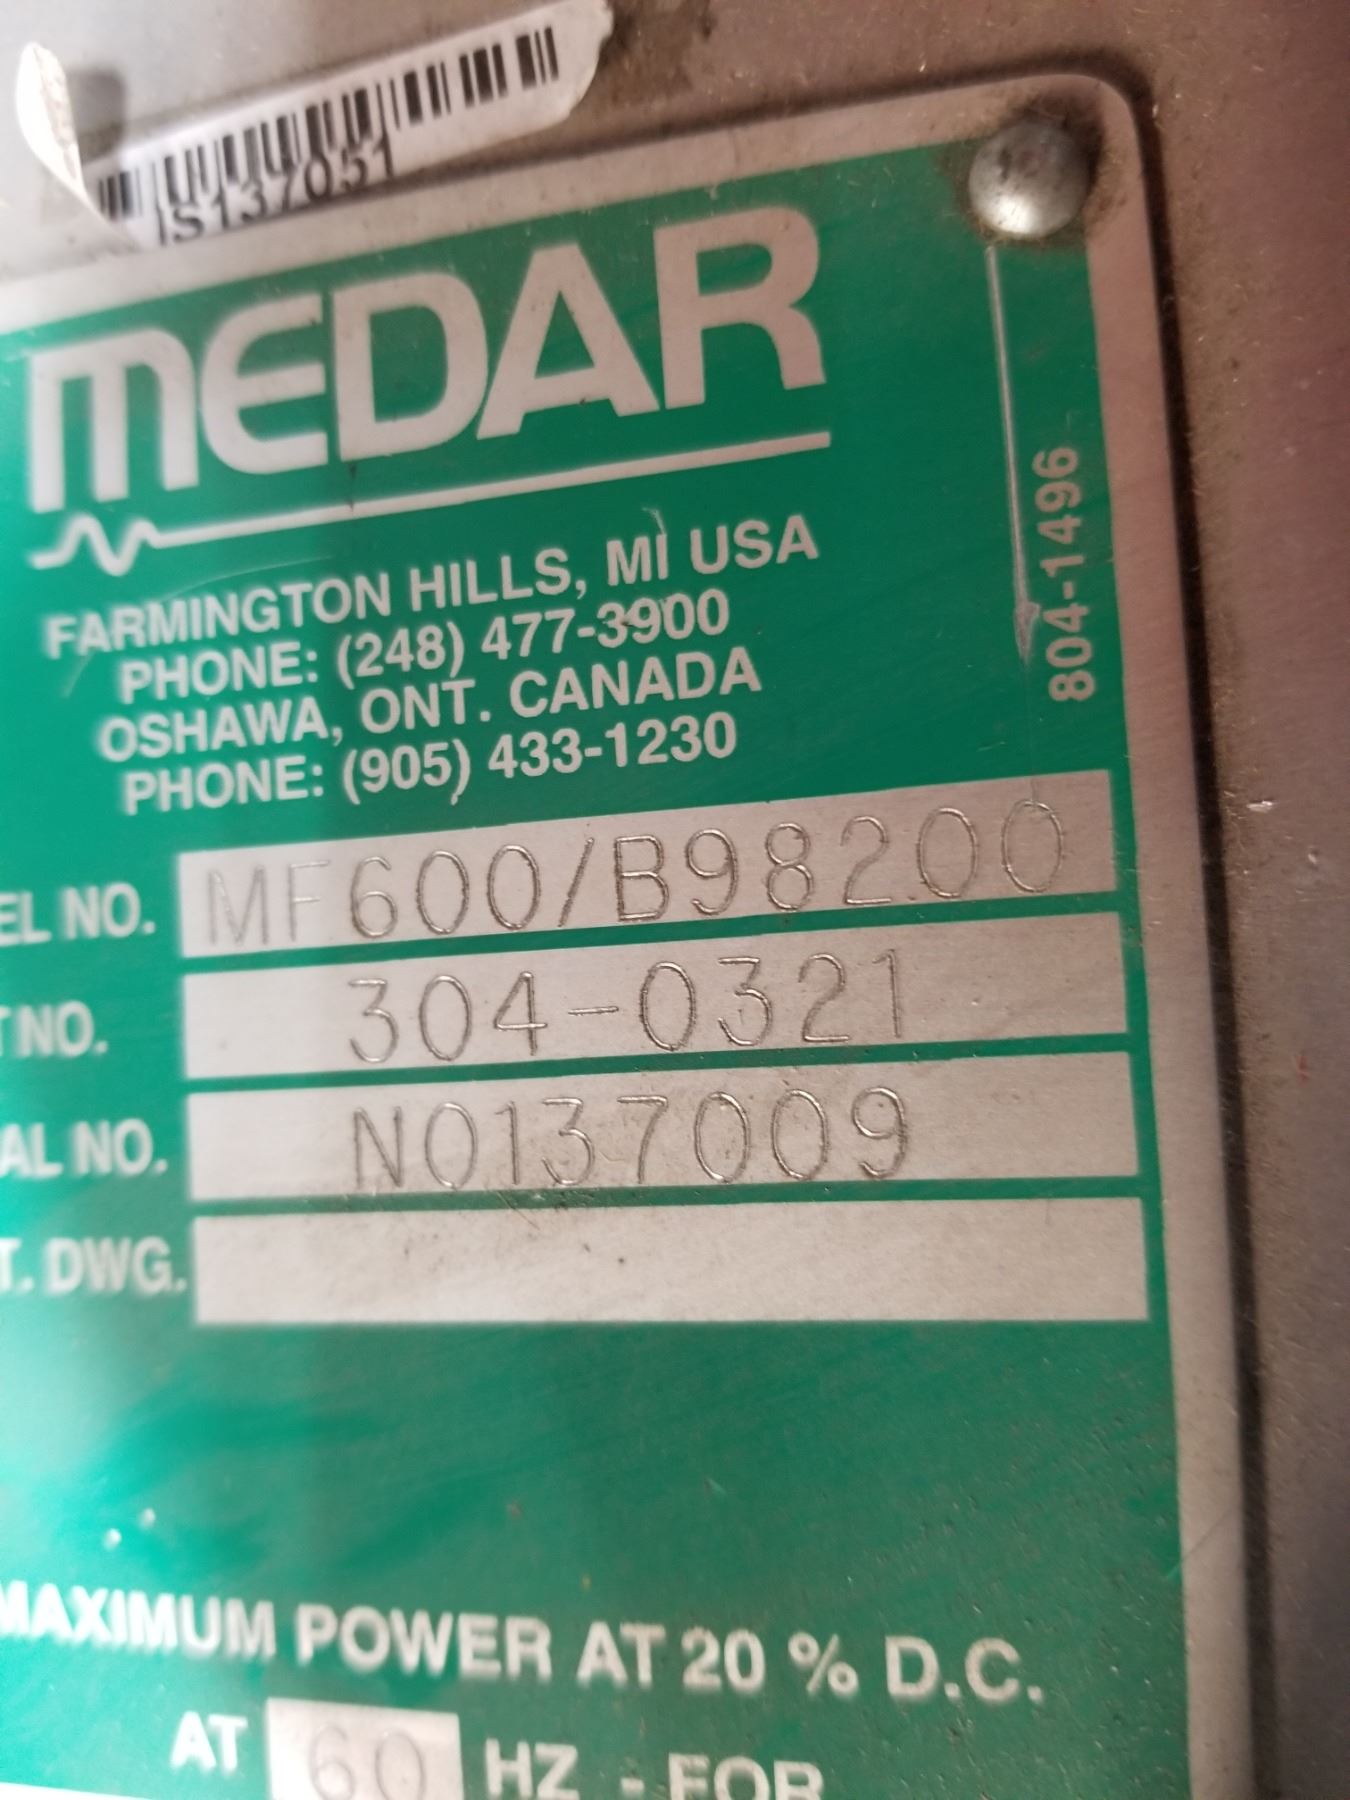 IS137051
MEDAR
FARMINGTON HILLS, MI USA
PHONE: (248) 477-3900
OSHAWA, ONT. CANADA
PHONE: (905) 433-1230
804-1496
EL NO. MF600/B98200
T NO. 304-0321
AL NO. N0137009
T. DWG.
MAXIMUM POWER AT 20 % D.C.
AT 60 HZ - FOR